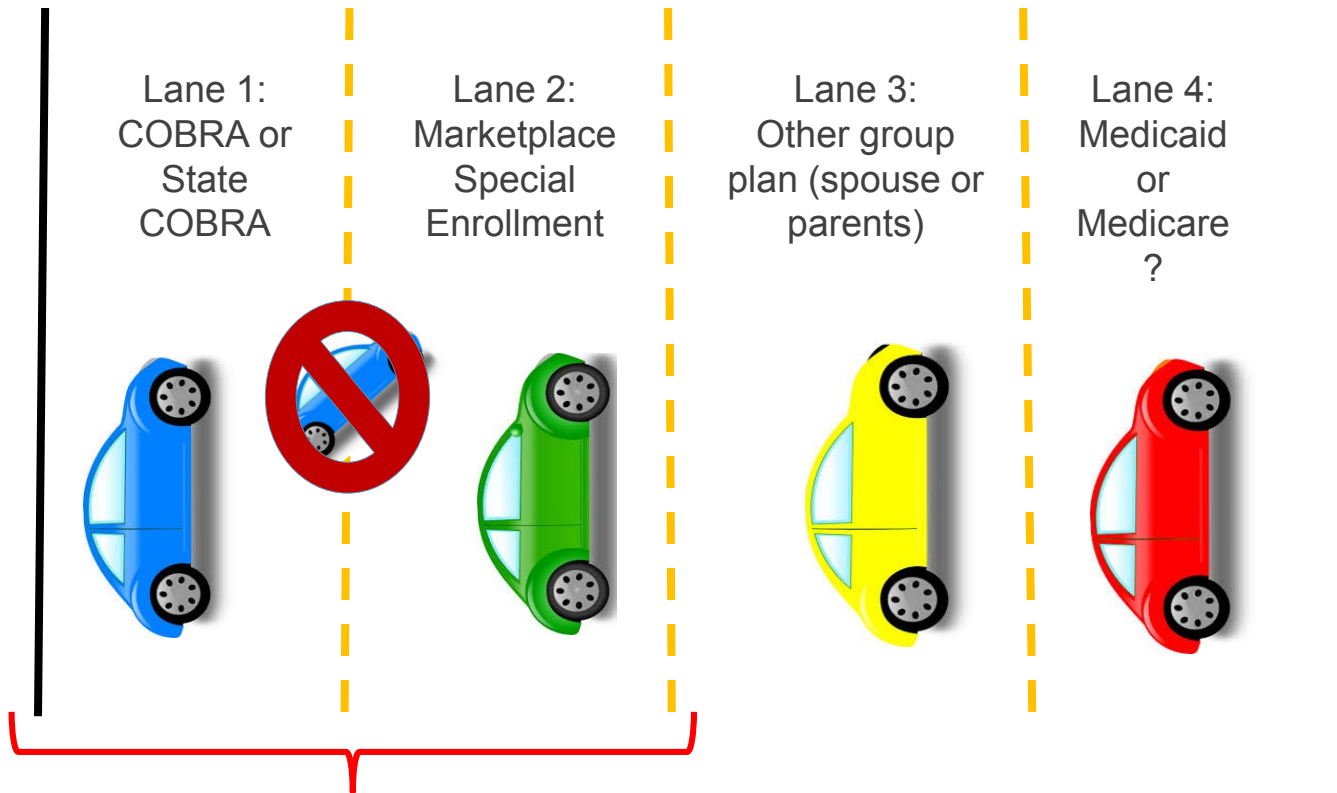 Lane 1:
COBRA or
State
COBRA
Lane 2:
Marketplace
Special
Enrollment
Lane 3:
Other group
plan (spouse or
parents)
Lane 4:
Medicaid
or
Medicare
?